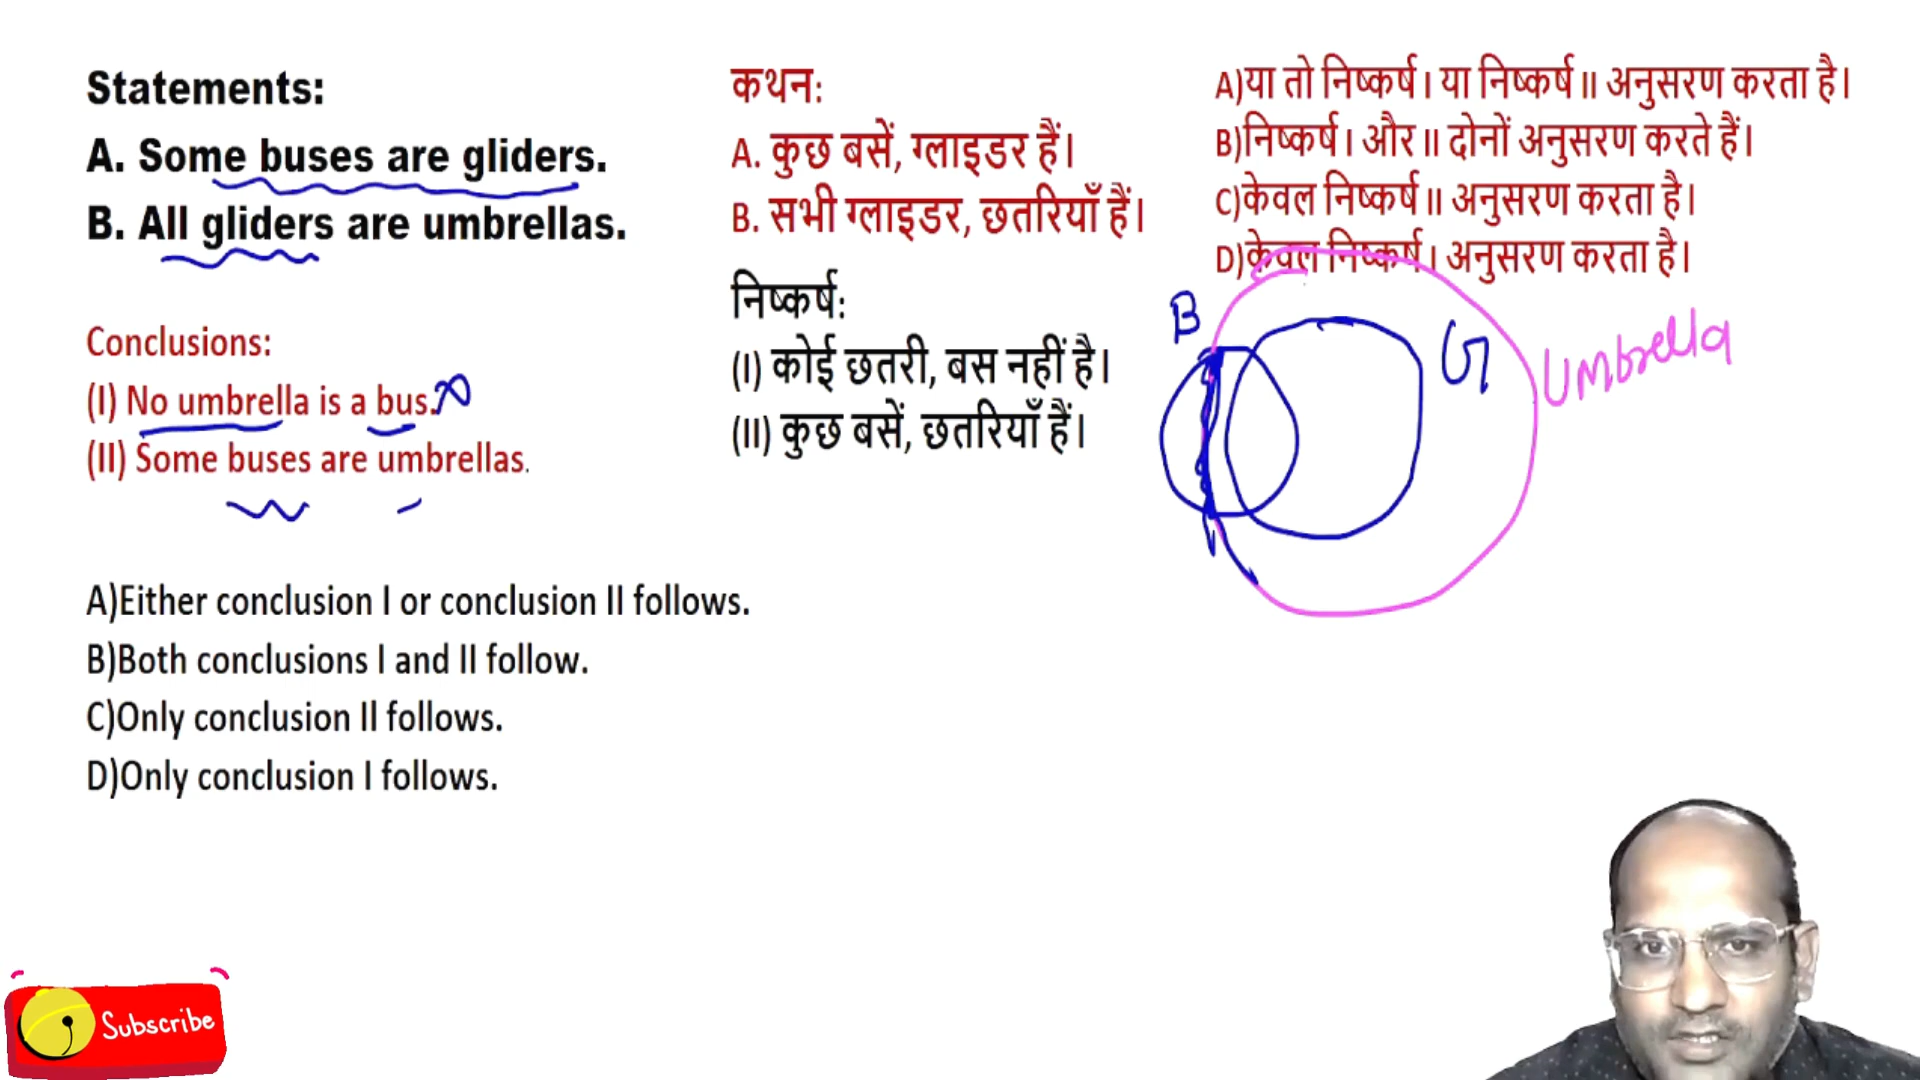 Statements:
A. Some buses are gliders.
B. All gliders are umbrellas.
Conclusions:
(I) No umbrella is a bus.
(II) Some buses are umbrellas.
A)Either conclusion I or conclusion II follows.
B)Both conclusions I and II follow.
C)Only conclusion II follows.
D)Only conclusion I follows.
कथन:
A. कुछ बसें, ग्लाइडर हैं।
B. सभी ग्लाइडर, छतरियाँ हैं।
निष्कर्ष:
(I) कोई छतरी, बस नहीं है।
(II) कुछ बसें, छतरियाँ हैं।
A)या तो निष्कर्ष I या निष्कर्ष II अनुसरण करता है।
B)निष्कर्ष I और II दोनों अनुसरण करते हैं।
C)केवल निष्कर्ष II अनुसरण करता है।
D)केवल निष्कर्ष I अनुसरण करता है।
B
G
Umbrella
Subscribe